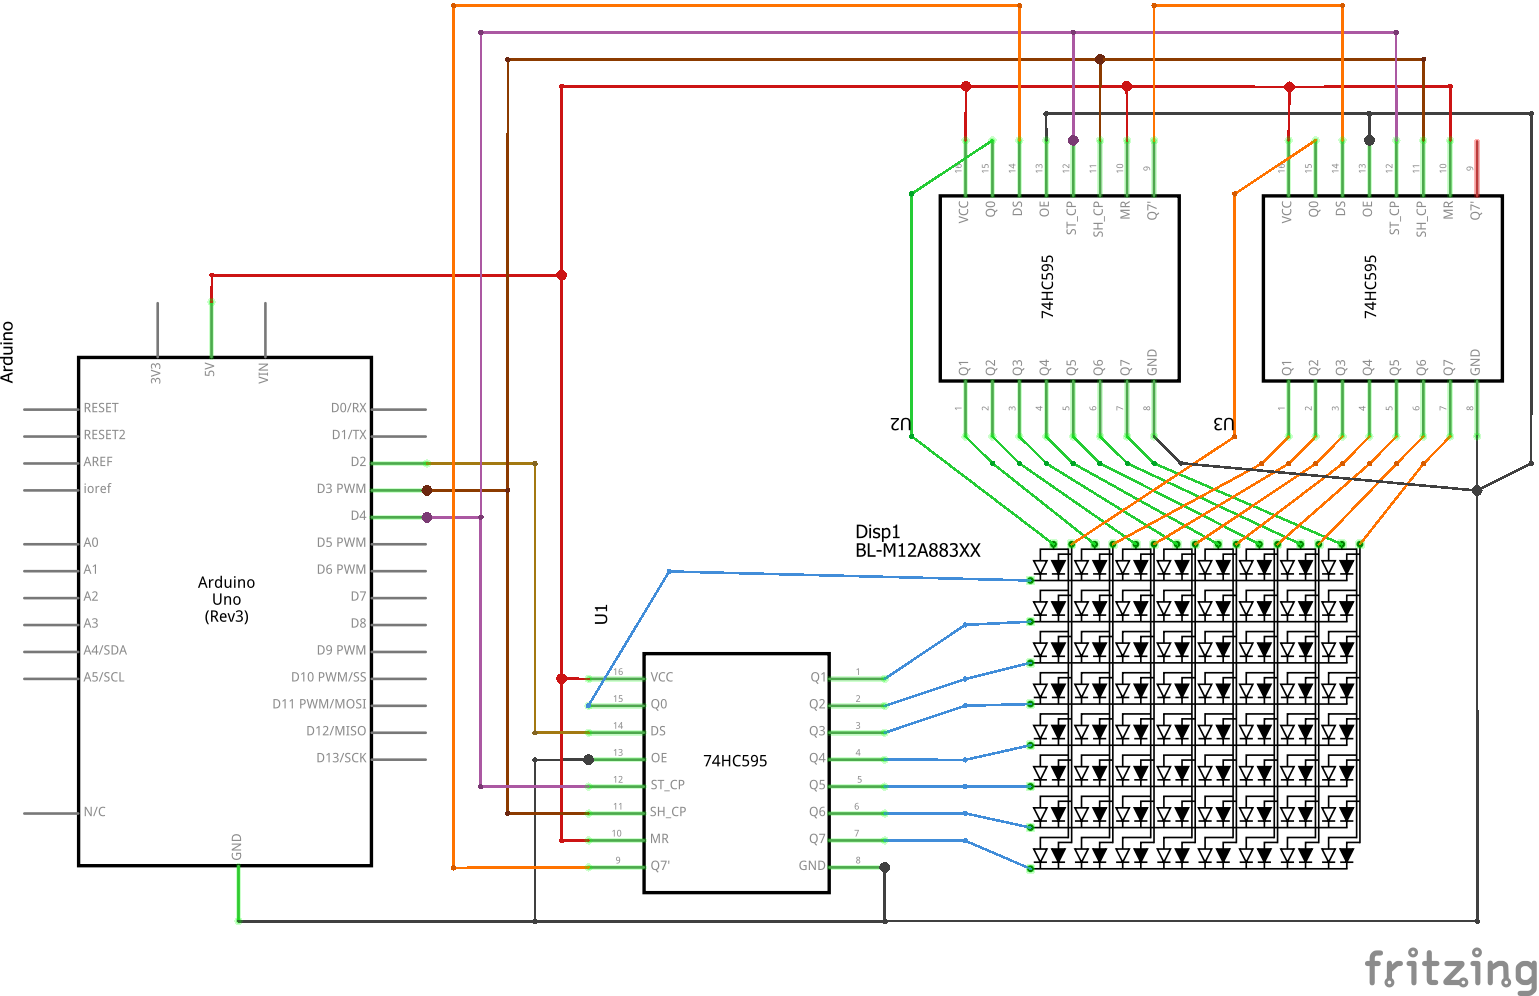 16
15
14
13
12
11
10
9
VCC
Q0
DS
OE
ST_CP
SH_CP
MR
Q7'
74HC595
Q1
Q2
Q3
Q4
Q5
Q6
Q7
GND
1
2
3
4
5
6
7
8
U2
16
15
14
13
12
11
10
9
VCC
Q0
DS
OE
ST_CP
SH_CP
MR
Q7'
74HC595
Q1
Q2
Q3
Q4
Q5
Q6
Q7
GND
1
2
3
4
5
6
7
8
U3
Arduino
3V3
5V
VIN
RESET
RESET2
AREF
ioref
A0
A1
A2
A3
A4/SDA
A5/SCL
N/C
Arduino
Uno
(Rev3)
D0/RX
D1/TX
D2
D3 PWM
D4
D5 PWM
D6 PWM
D7
D8
D9 PWM
D10 PWM/SS
D11 PWM/MOSI
D12/MISO
D13/SCK
GND
Disp1
BL-M12A883XX
U1
16 VCC
15 Q0
14 DS
13 OE
12 ST_CP
11 SH_CP
10 MR
9 Q7'
74HC595
Q1 1
Q2 2
Q3 3
Q4 4
Q5 5
Q6 6
Q7 7
GND 8
fritzing